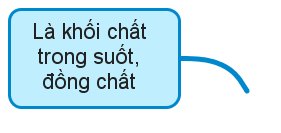 Là khối chất
trong suốt,
đồng chất